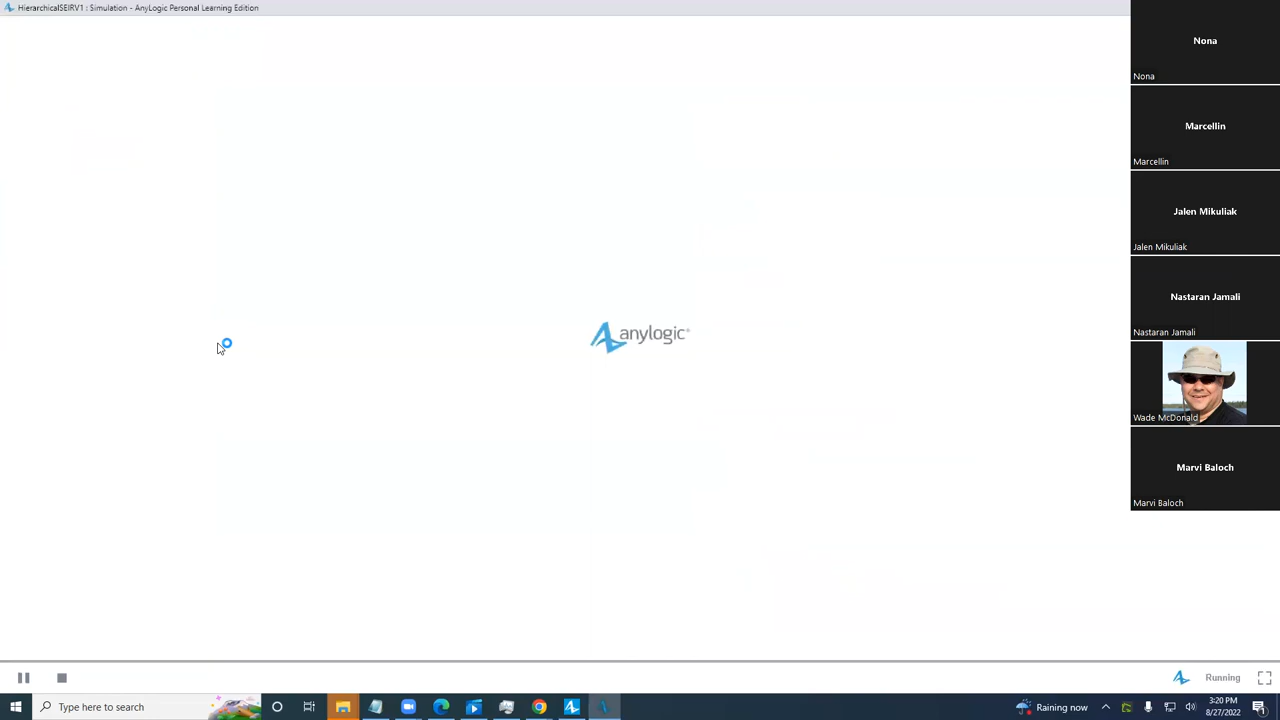 HierarchicalSEIRV1 : Simulation - AnyLogic Personal Learning Edition
Nona
Nona
Marcellin
Marcellin
Jalen Mikuliak
Jalen Mikuliak
Nastaran Jamali
Nastaran Jamali
anylogic®
Wade McDonald
Marvi Baloch
Marvi Baloch
Running
Type here to search
Raining now
3:20 PM
8/27/2022